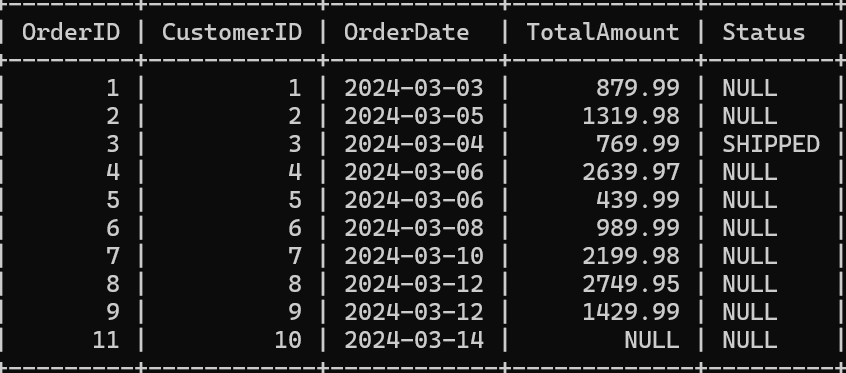 | OrderID | CustomerID | OrderDate | TotalAmount | Status |
| 1 | 1 | 2024-03-03 | 879.99 | NULL |
| 2 | 2 | 2024-03-05 | 1319.98 | NULL |
| 3 | 3 | 2024-03-04 | 769.99 | SHIPPED |
| 4 | 4 | 2024-03-06 | 2639.97 | NULL |
| 5 | 5 | 2024-03-06 | 439.99 | NULL |
| 6 | 6 | 2024-03-08 | 989.99 | NULL |
| 7 | 7 | 2024-03-10 | 2199.98 | NULL |
| 8 | 8 | 2024-03-12 | 2749.95 | NULL |
| 9 | 9 | 2024-03-12 | 1429.99 | NULL |
| 11 | 10 | 2024-03-14 | NULL | NULL |